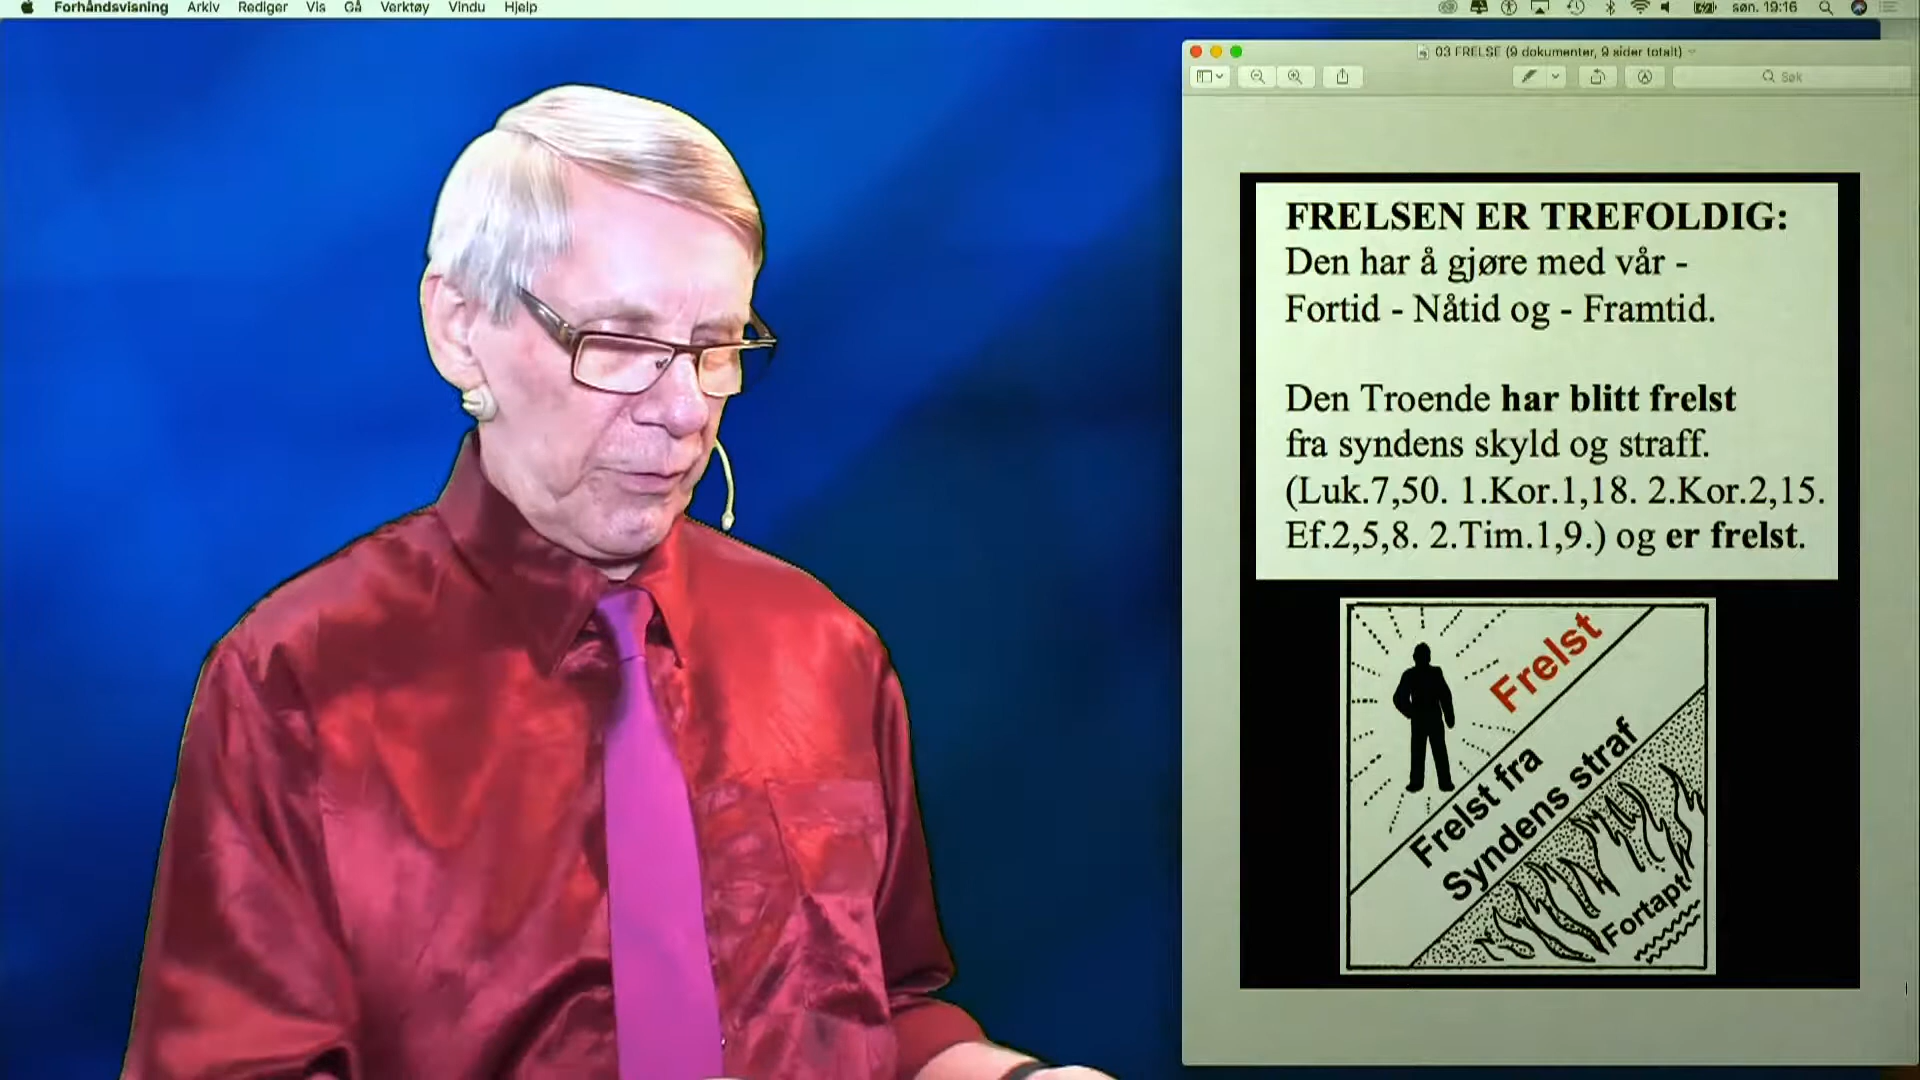 Forhåndsvisning Arkiv Rediger Vis Gå Verktøy Vindu Hjelp søn. 19:16
03 FRELSE (9 dokumenter, 9 sider totalt)
Søk
FRELSEN ER TREFOLDIG:
Den har å gjøre med vår -
Fortid - Nåtid og - Framtid.
Den Troende har blitt frelst
fra syndens skyld og straff.
(Luk.7,50. 1.Kor.1,18. 2.Kor.2,15.
Ef.2,5,8. 2.Tim.1,9.) og er frelst.
Frelst
Frelst fra
Syndens straf
Fortapt